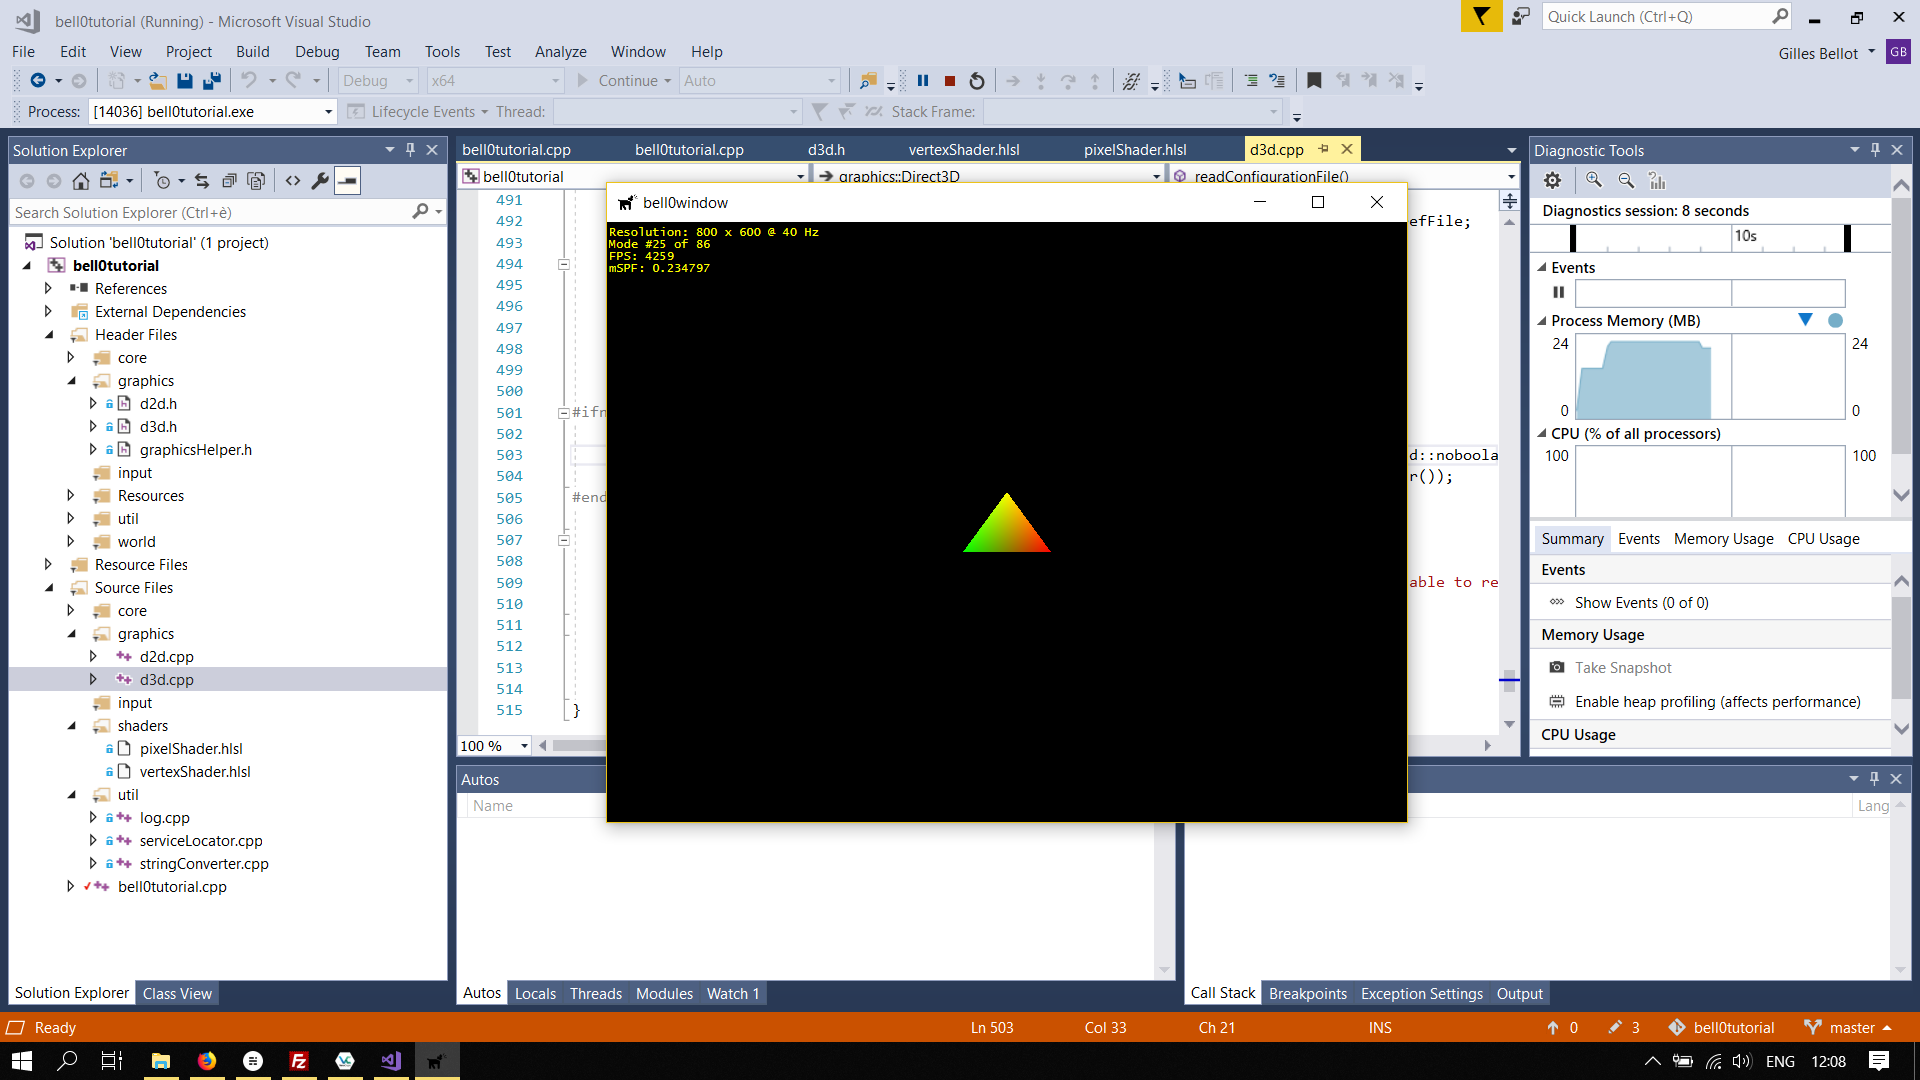 bell0tutorial (Running) - Microsoft Visual Studio
Quick Launch (Ctrl+Q)
File Edit View Project Build Debug Team Tools Test Analyze Window Help
Gilles Bellot GB
Debug x64 Continue Auto
Process: [14036] bell0tutorial.exe Lifecycle Events Thread: Stack Frame:
Solution Explorer
Search Solution Explorer (Ctrl+è)
Solution 'bell0tutorial' (1 project)
bell0tutorial
References
External Dependencies
Header Files
core
graphics
d2d.h
d3d.h
graphicsHelper.h
input
Resources
util
world
Resource Files
Source Files
core
graphics
d2d.cpp
d3d.cpp
input
shaders
pixelShader.hlsl
vertexShader.hlsl
util
log.cpp
serviceLocator.cpp
stringConverter.cpp
bell0tutorial.cpp
Solution Explorer Class View
bell0tutorial.cpp bell0tutorial.cpp d3d.h vertexShader.hlsl pixelShader.hlsl d3d.cpp
bell0tutorial graphics::Direct3D readConfigurationFile()
491
492 efFile;
493
494
495
496
497
498
499
500
501 #ifn
502
503 d::noboola
504 r());
505 #end
506
507
508
509 able to re
510
511
512
513
514
515 }
100 %
bell0window
Resolution: 800 x 600 @ 40 Hz
Mode #25 of 86
FPS: 4259
mSPF: 0.234797
Autos
Name
Lang
Autos Locals Threads Modules Watch 1
Call Stack Breakpoints Exception Settings Output
Diagnostic Tools
Diagnostics session: 8 seconds
10s
Events
Process Memory (MB)
24 24
0 0
CPU (% of all processors)
100 100
Summary Events Memory Usage CPU Usage
Events
Show Events (0 of 0)
Memory Usage
Take Snapshot
Enable heap profiling (affects performance)
CPU Usage
Ready Ln 503 Col 33 Ch 21 INS 0 3 bell0tutorial master
ENG 12:08